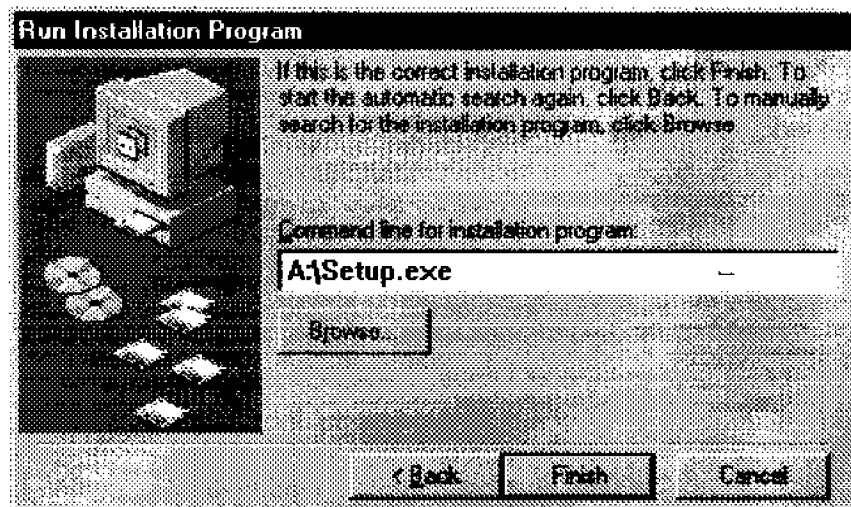 Run Installation Program
If this is the correct installation program, click Finish. To
start the automatic search again, click Back. To manually
search for the installation program, click Browse.
Command line for installation program:
A:\Setup.exe
Browse...
< Back
Finish
Cancel